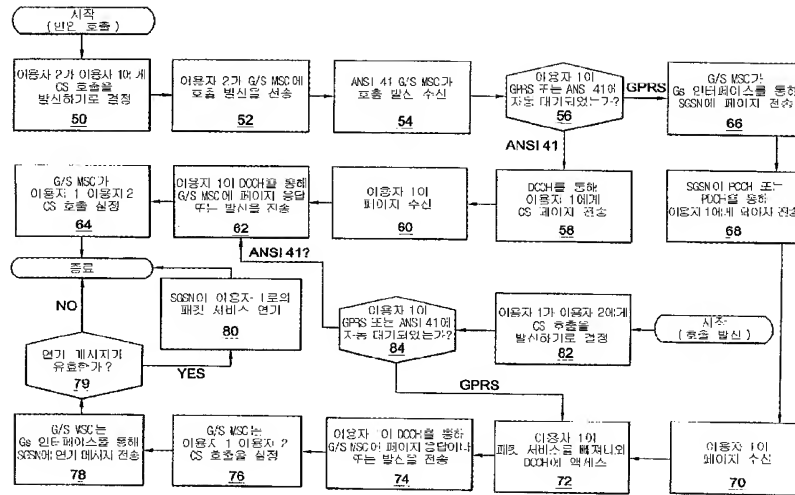 시작
(변인 호출)
이용자 2가 이용자 1에게
CS 호출을
발신하기로 결정
50
이용자 2가 G/S MSC에
호출 발신을 전송
52
ANSI 41 G/S MSC가
호출 발신 수신
54
이용자 1이
GPRS 또는 ANS 41에
자동 대기되었는가?
56
GPRS
ANSI 41
G/S MSC가
Gs 인터페이스를 통해
SGSN에 페이지 전송
66
G/S MSC가
이용자 1 이용자 2
CS 호출 설정
64
이용자 1이 DCCH를 통해
G/S MSC에 페이지 응답
또는 발신을 전송
62
이용자 1이
페이지 수신
60
DCCH를 통해
이용자 1에게
CS 페이지 전송
58
SGSN이 PCCH 또는
PDCH를 통해
이용자 1에게 페이지 전송
68
종료
NO
SGSN이 이용자 1로의
패킷 서비스 연기
80
ANSI 41?
이용자 1이
GPRS 또는 ANSI 41에
자동 대기되었는가?
84
이용자 1가 이용자 2에게
CS 호출을
발신하기로 결정
82
시작
(호출 발신)
연기 메시지가
유효한가?
79
YES
GPRS
G/S MSC는
Gs 인터페이스를 통해
SGSN에 연기 메시지 전송
78
G/S MSC는
이용자 1 이용자 2
CS 호출을 설정
76
이용자 1이 DCCH를 통하
G/S MSC에 페이지 응답이나
또는 발신을 전송
74
이용자 1이
패킷 서비스를 빠져나와
DCCH에 액세스
72
이용자 1이
페이지 수신
70